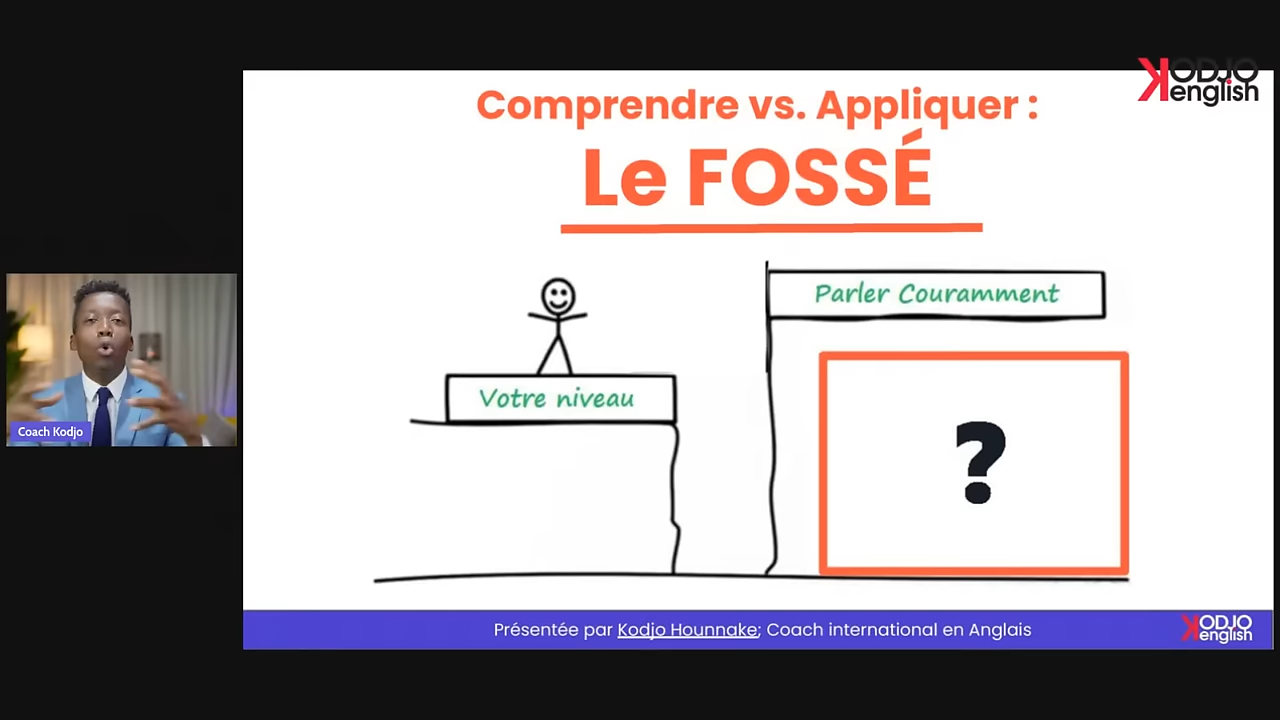 KODJO
english
Comprendre vs. Appliquer :
Le FOSSÉ
Parler Couramment
Votre niveau
?
Coach Kodjo
Présentée par Kodjo Hounnake; Coach international en Anglais
KODJO
english